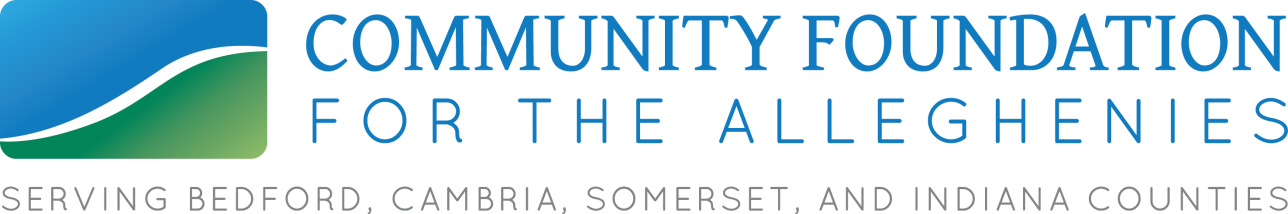 COMMUNITY FOUNDATION
FOR THE ALLEGHENIES
SERVING BEDFORD, CAMBRIA, SOMERSET, AND INDIANA COUNTIES